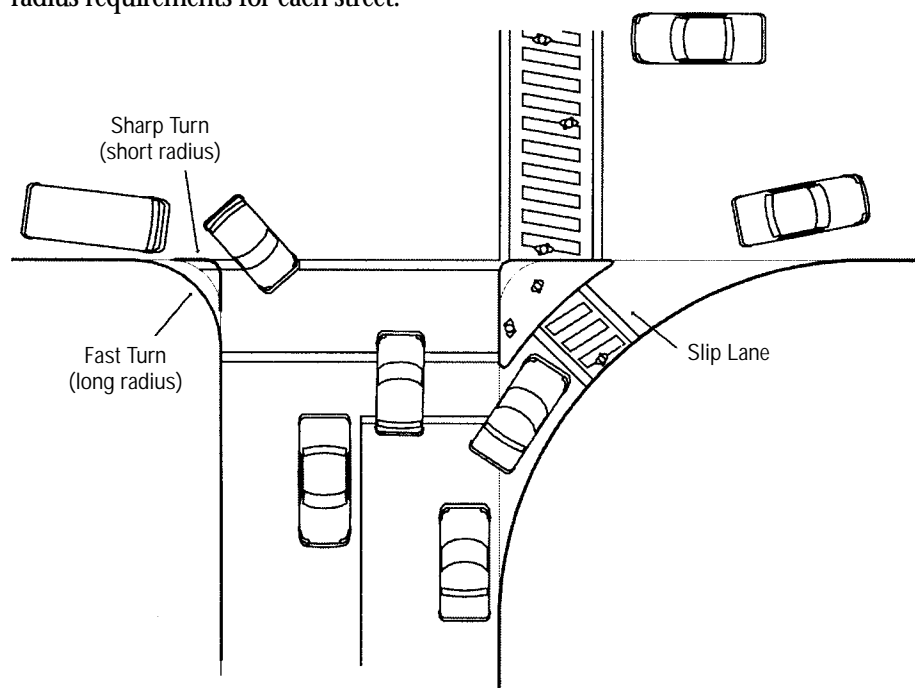 radius requirements for each street.
Sharp Turn
(short radius)
Fast Turn
(long radius)
Slip Lane